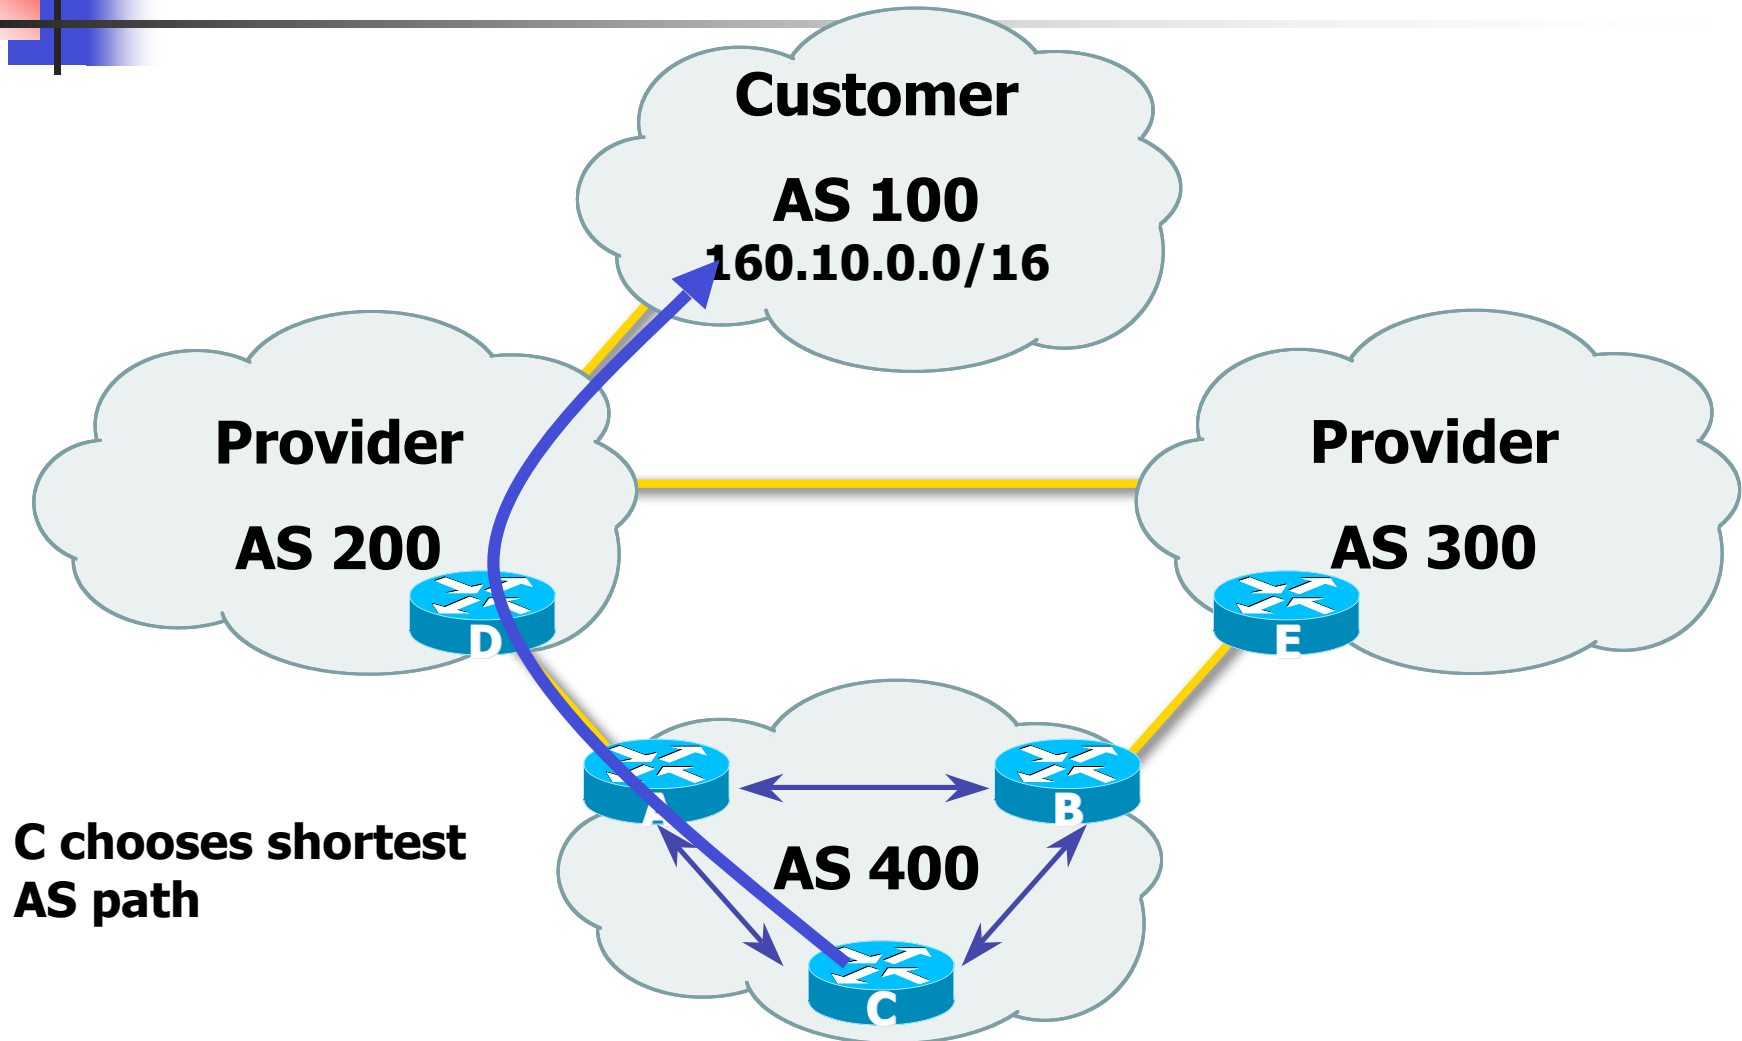 Customer
AS 100
160.10.0.0/16
Provider
AS 200
Provider
AS 300
D
E
A
B
AS 400
C chooses shortest
AS path
C